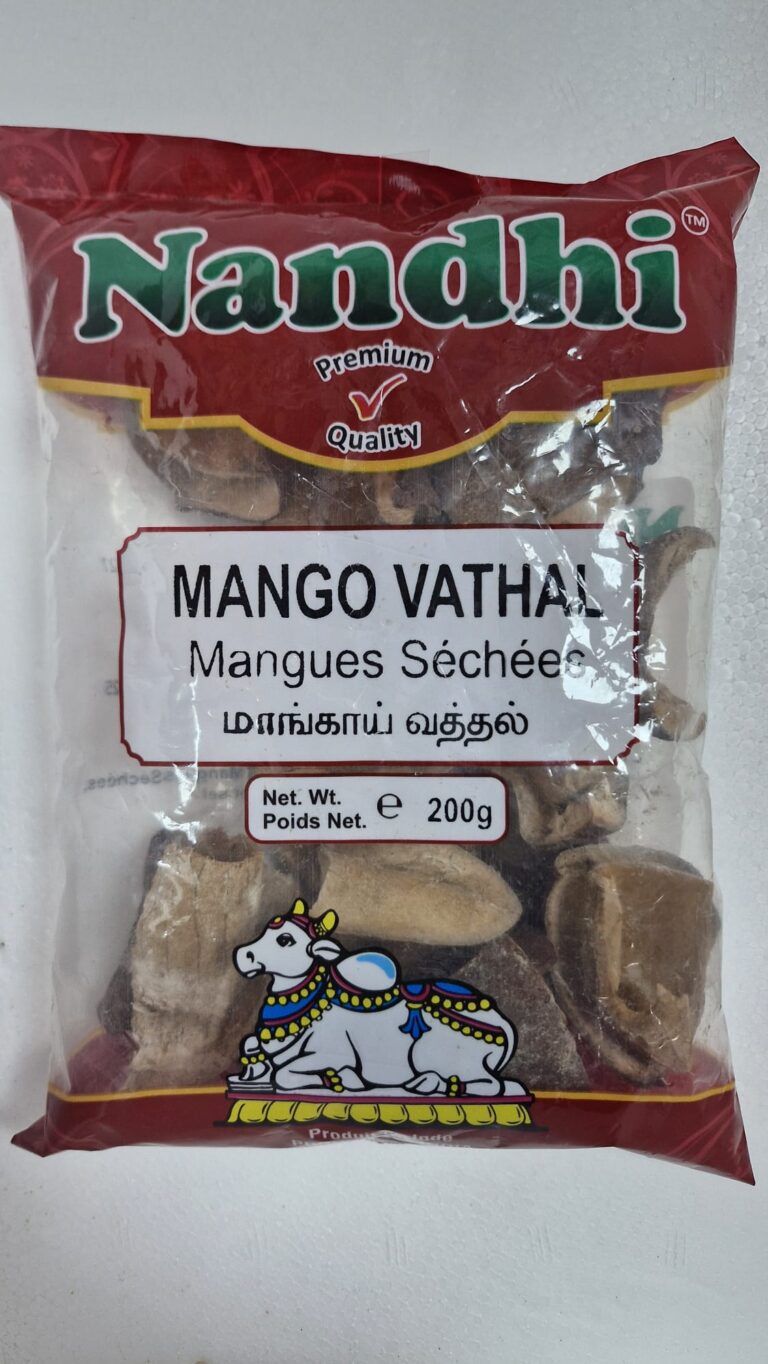 Nandhi TM
Premium
Quality
MANGO VATHAL
Mangues Séchées
மாங்காய் வத்தல்
Net. Wt.
Poids Net. e 200g